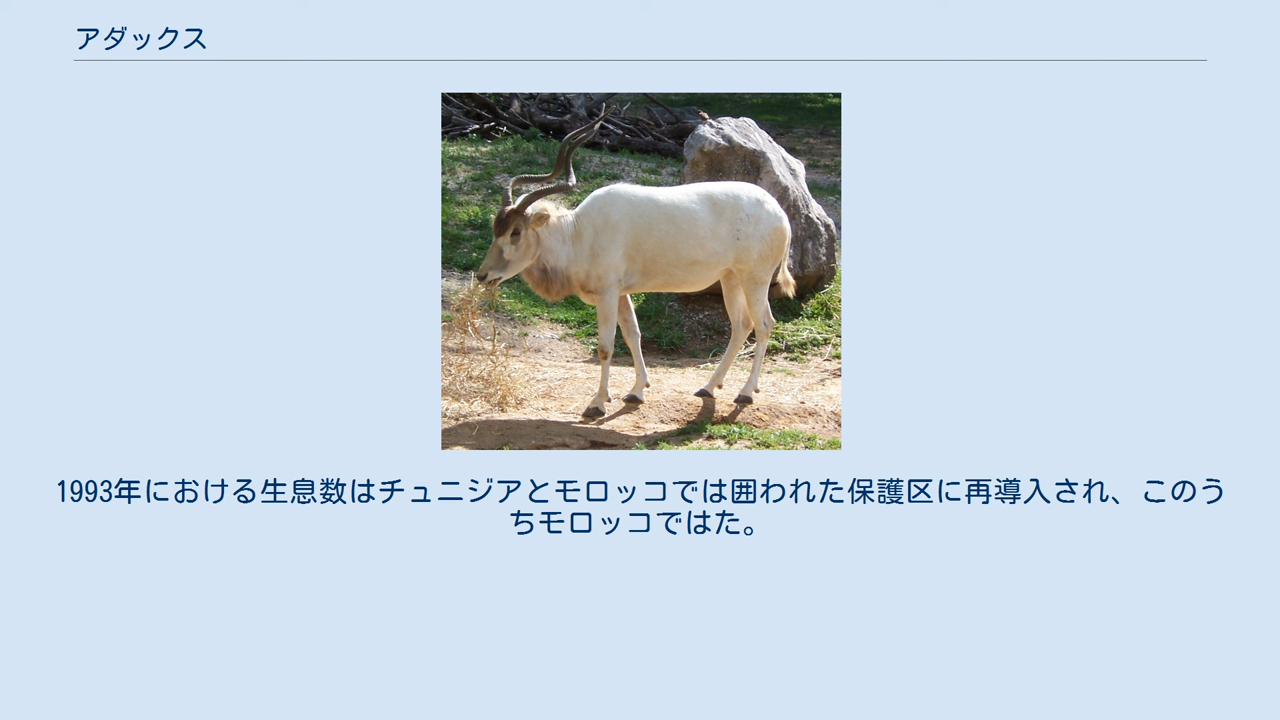 アダックス
1993年における生息数はチュニジアとモロッコでは囲われた保護区に再導入され、このう
ちモロッコではた。